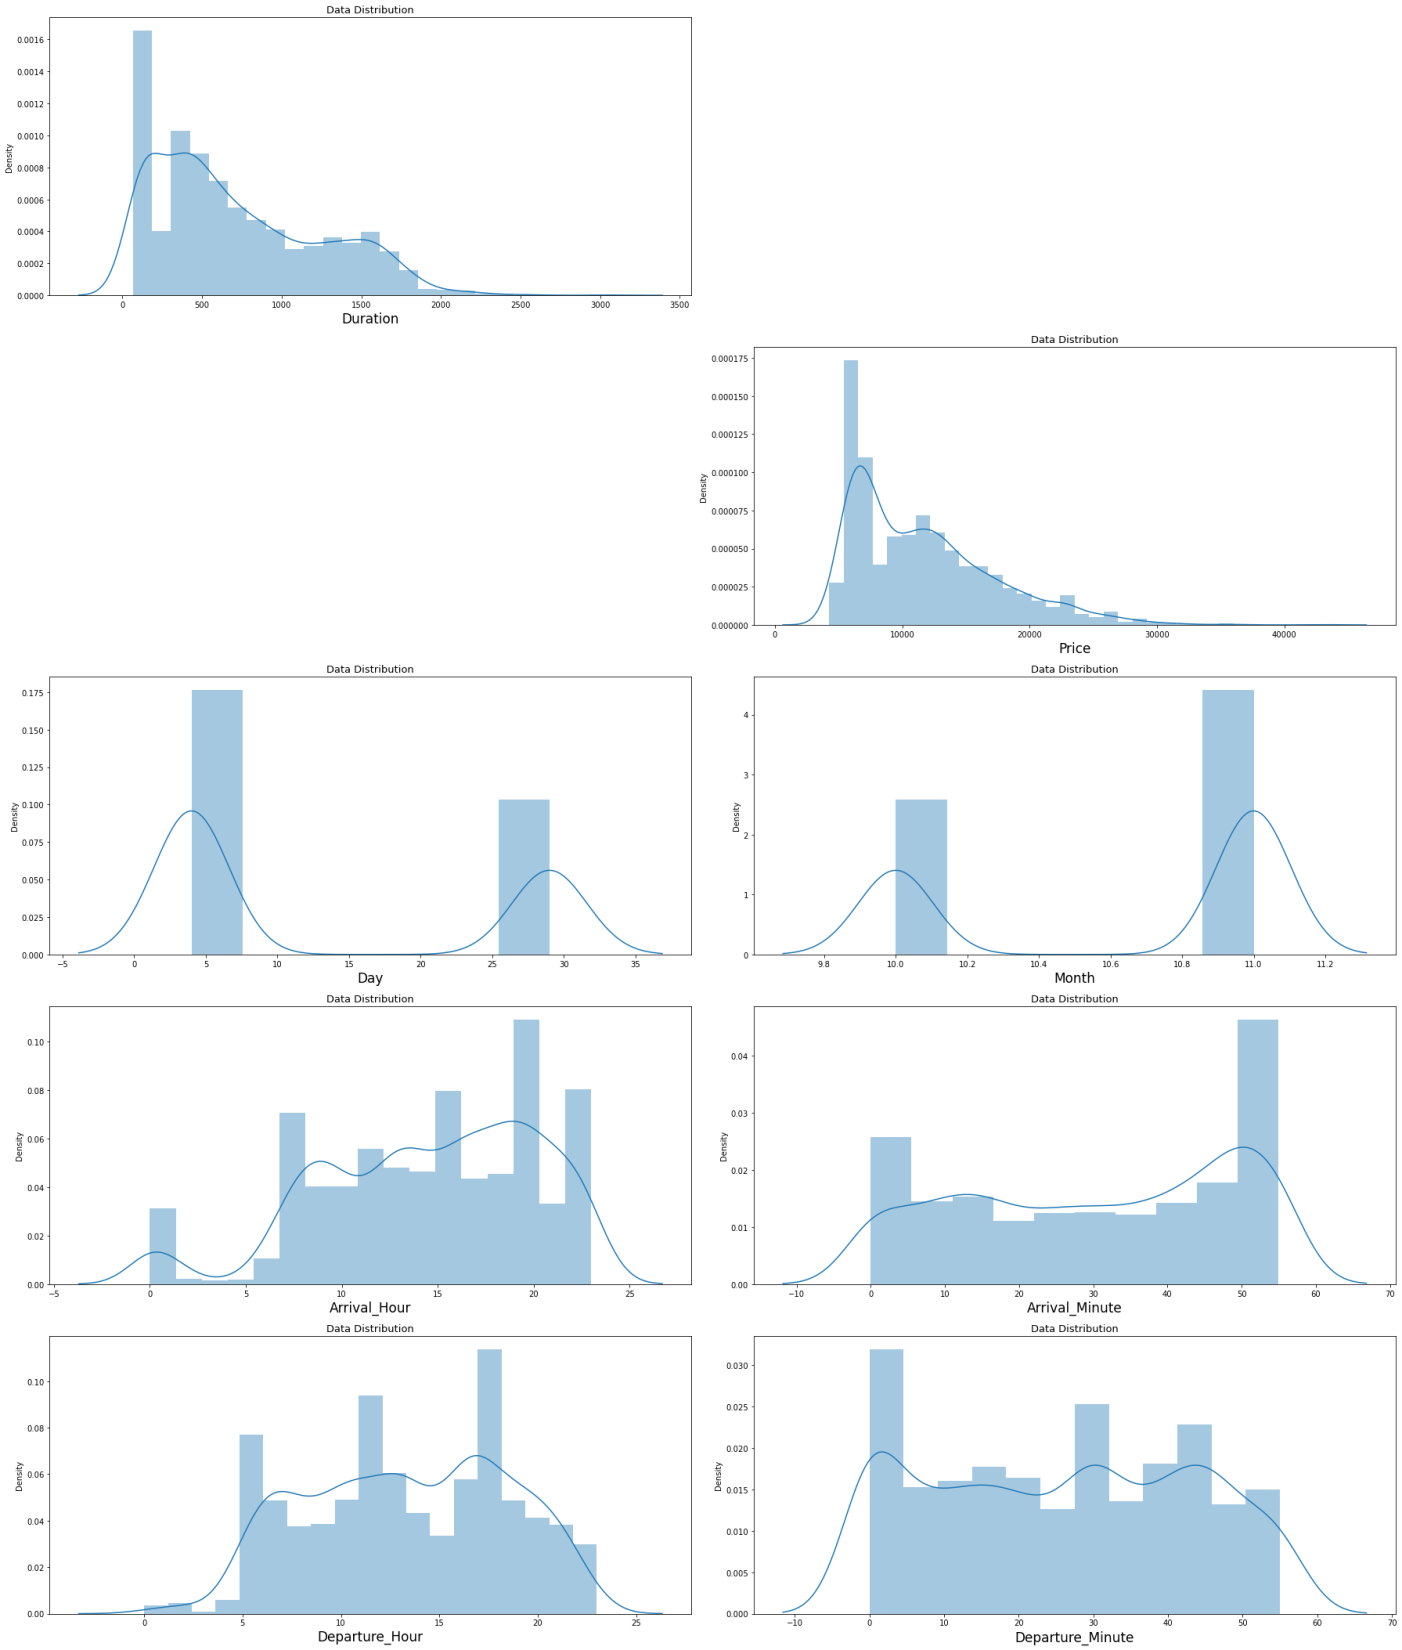 Data Distribution
Density
0.0016
0.0014
0.0012
0.0010
0.0008
0.0006
0.0004
0.0002
0.0000
0 500 1000 1500 2000 2500 3000 3500
Duration
Data Distribution
Density
0.000175
0.000150
0.000125
0.000100
0.000075
0.000050
0.000025
0.000000
0 10000 20000 30000 40000
Price
Data Distribution
Density
0.175
0.150
0.125
0.100
0.075
0.050
0.025
0.000
−5 0 5 10 15 20 25 30 35
Day
Data Distribution
Density
4
3
2
1
0
9.8 10.0 10.2 10.4 10.6 10.8 11.0 11.2
Month
Data Distribution
Density
0.10
0.08
0.06
0.04
0.02
0.00
−5 0 5 10 15 20 25
Arrival_Hour
Data Distribution
Density
0.04
0.03
0.02
0.01
0.00
−10 0 10 20 30 40 50 60 70
Arrival_Minute
Data Distribution
Density
0.10
0.08
0.06
0.04
0.02
0.00
0 5 10 15 20 25
Departure_Hour
Data Distribution
Density
0.030
0.025
0.020
0.015
0.010
0.005
0.000
−10 0 10 20 30 40 50 60 70
Departure_Minute